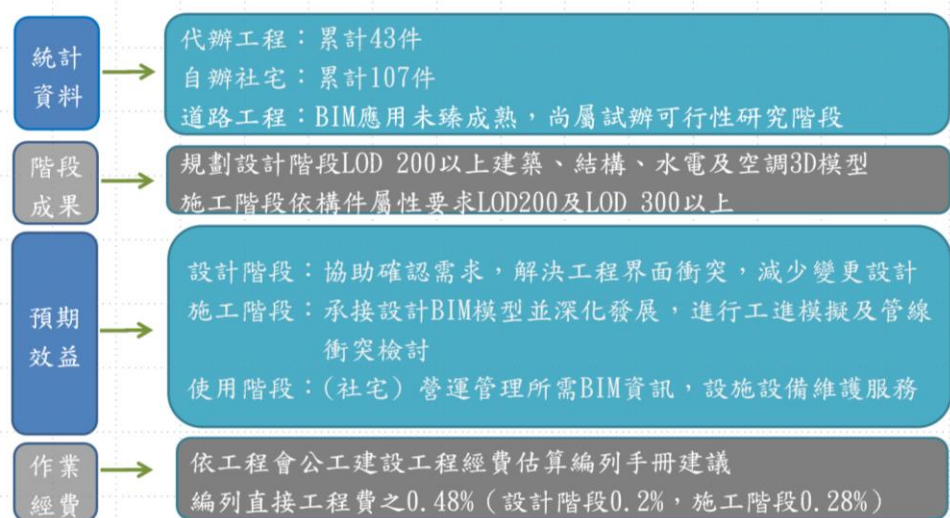 統計
資料
代辦工程：累計43件
自辦社宅：累計107件
道路工程：BIM應用未臻成熟，尚屬試辦可行性研究階段
階段
成果
規劃設計階段LOD 200以上建築、結構、水電及空調3D模型
施工階段依構件屬性要求LOD200及LOD 300以上
預期
效益
設計階段：協助確認需求，解決工程界面衝突，減少變更設計
施工階段：承接設計BIM模型並深化發展，進行工進模擬及管線
衝突檢討
使用階段：(社宅) 營運管理所需BIM資訊，設施設備維護服務
作業
經費
依工程會公工建設工程經費估算編列手冊建議
編列直接工程費之0.48%（設計階段0.2%，施工階段0.28%）